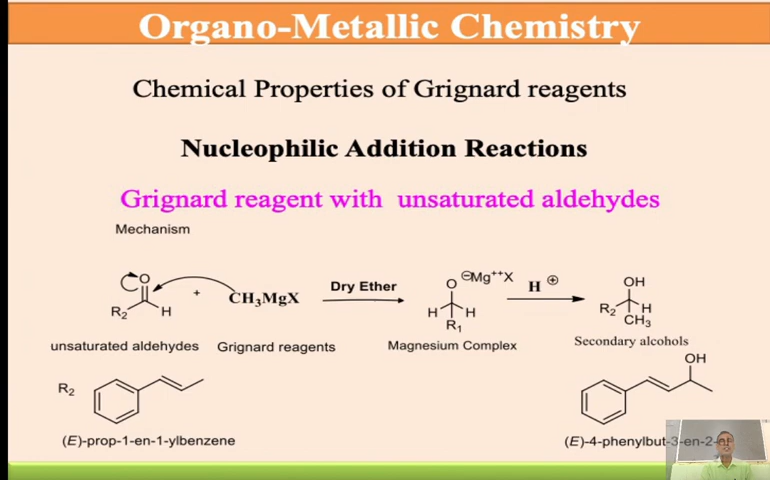 Organo-Metallic Chemistry
Chemical Properties of Grignard reagents
Nucleophilic Addition Reactions
Grignard reagent with unsaturated aldehydes
Mechanism
O
R₂ H
+
CH₃MgX
Dry Ether
O ⊖Mg⁺⁺X
H H
R₁
H ⊕
OH
R₂ H
CH₃
unsaturated aldehydes Grignard reagents Magnesium Complex Secondary alcohols
R₂
OH
(E)-prop-1-en-1-ylbenzene (E)-4-phenylbut-3-en-2-